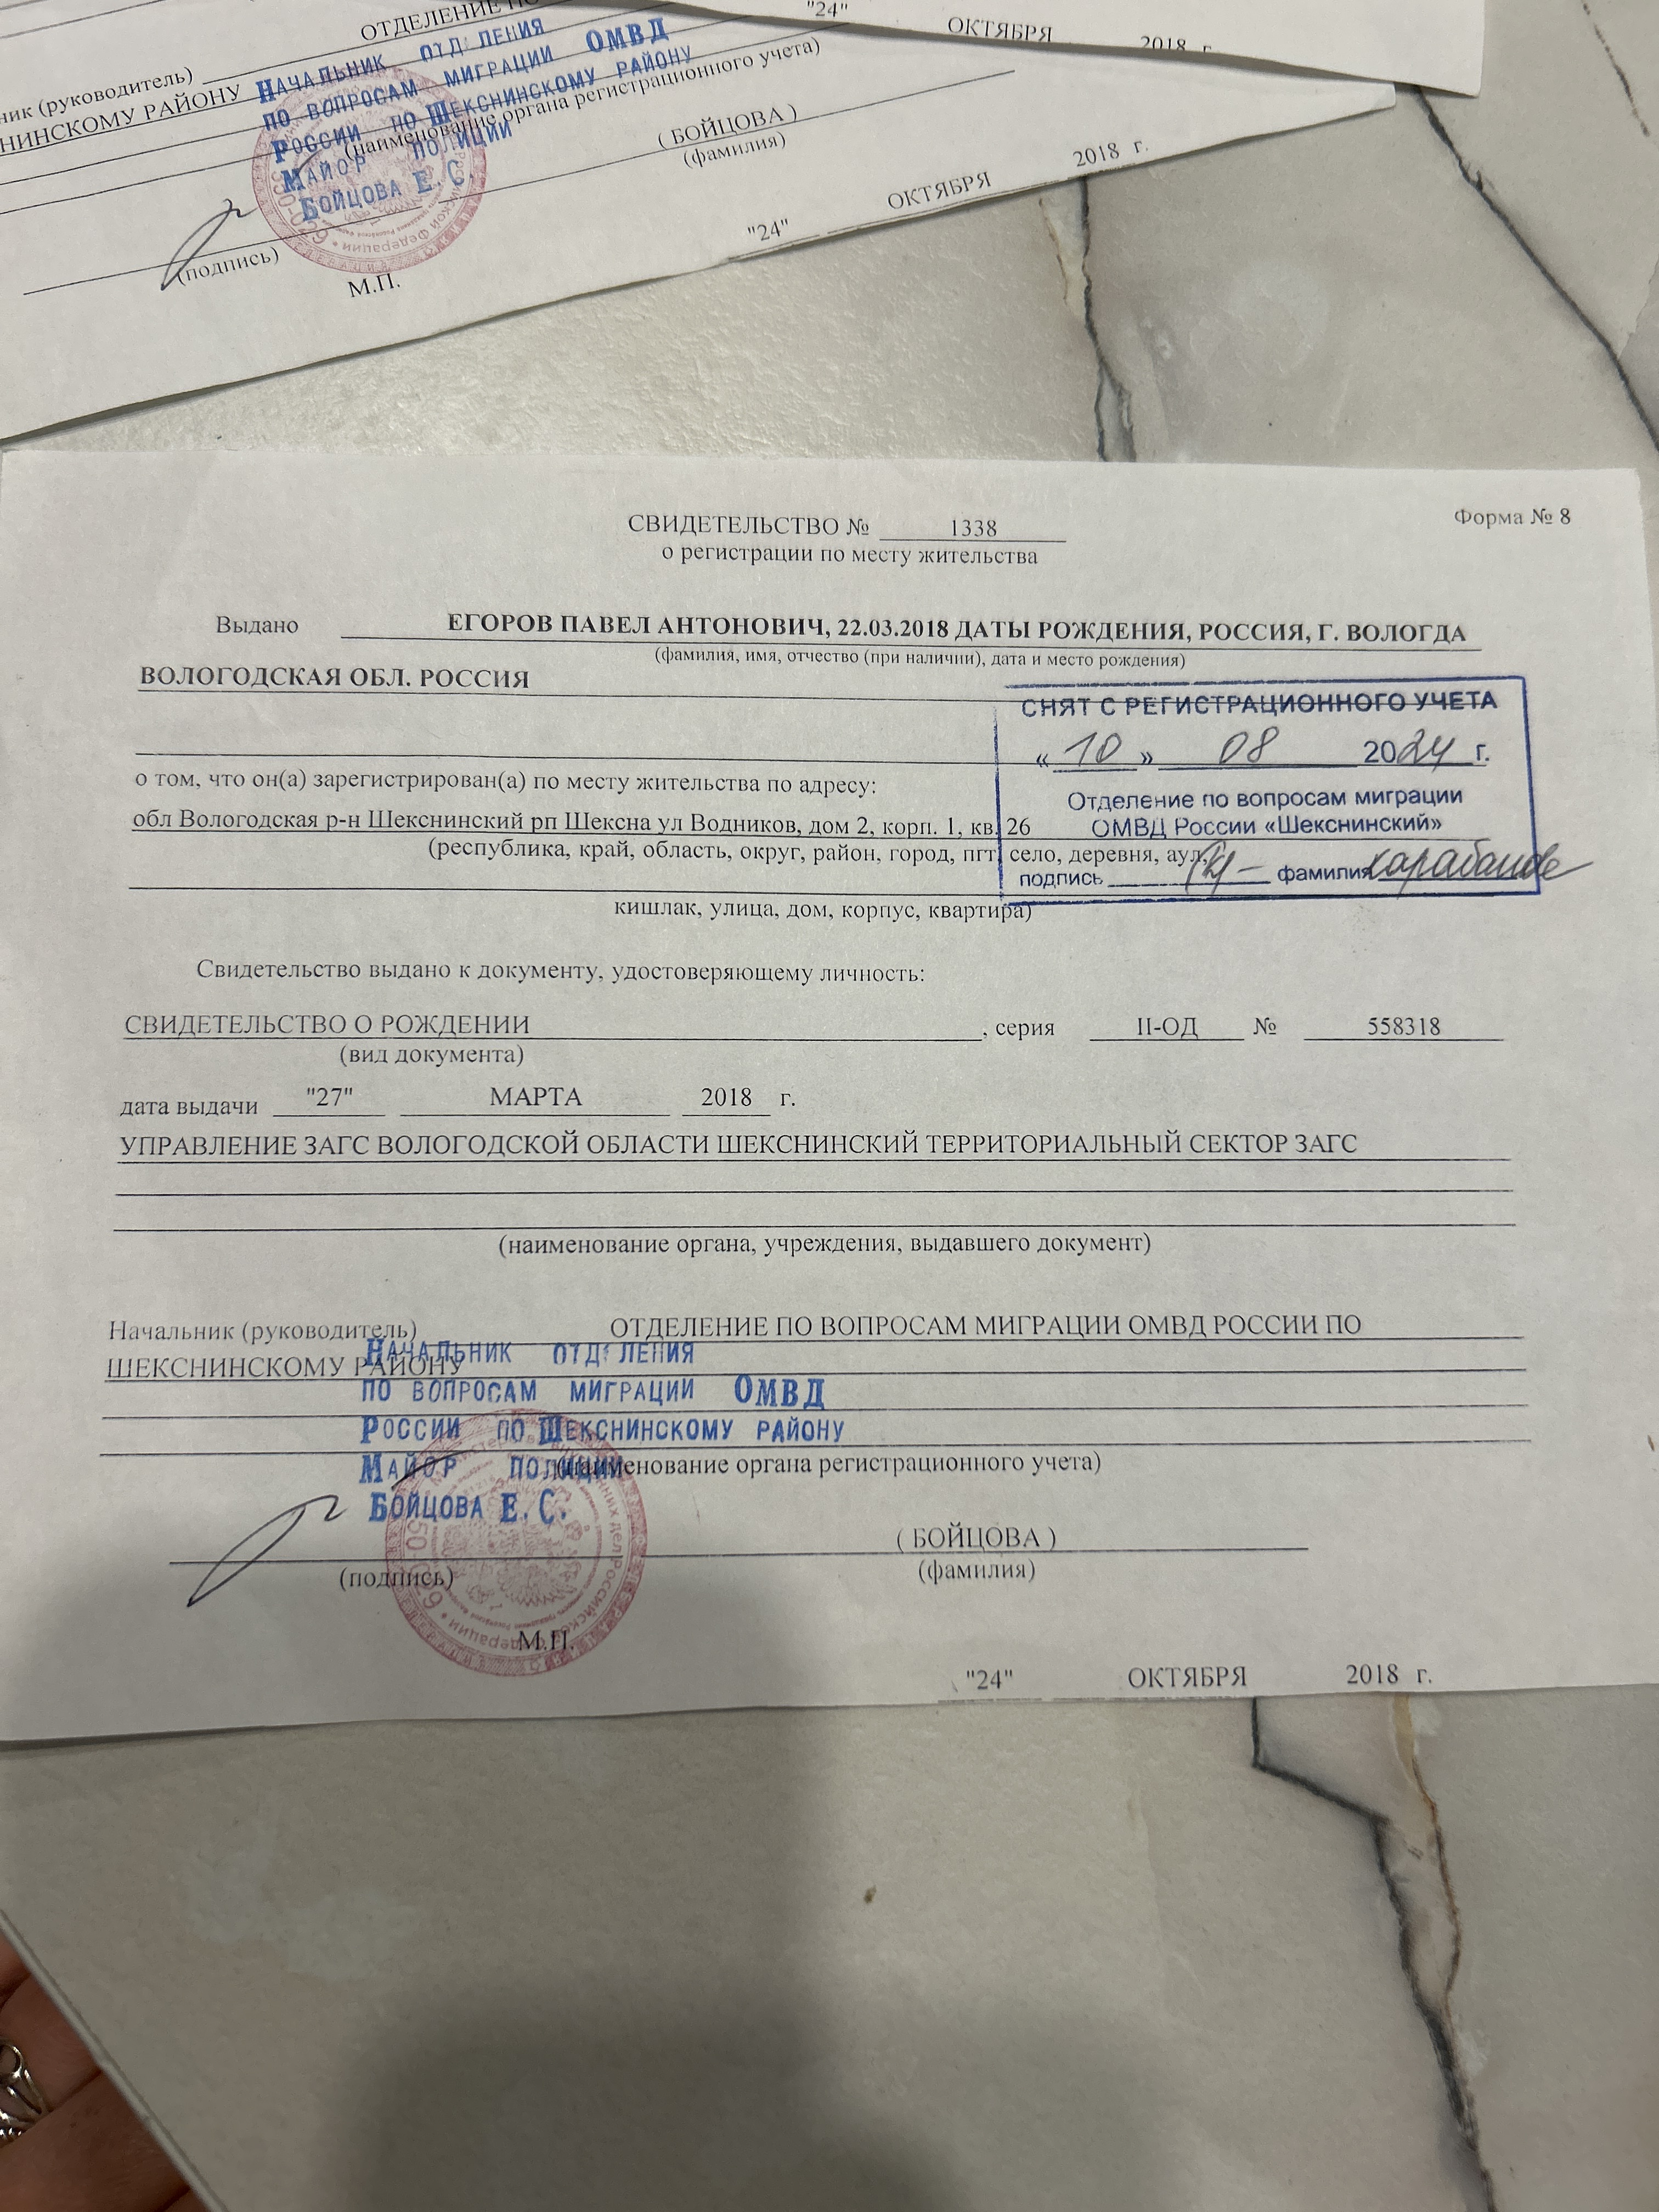 "24"
ОКТЯБРЯ
2018 г.
ОТДЕЛЕНИЕ
ник (руководитель)
НИНСКОМУ РАЙОНУ
НАЧАЛЬНИК ОТД ЛЕНИЯ
ПО ВОПРОСАМ МИГРАЦИИ ОМВД
РОССИИ ПО ШЕКСНИНСКОМУ РАЙОНУ
(наименование органа регистрационного учета)
МАЙОР ПОЛИЦИИ
БОЙЦОВА Е. С.
( БОЙЦОВА )
(фамилия)
(подпись)
М.П.
"24" ОКТЯБРЯ 2018 г.
Форма № 8
СВИДЕТЕЛЬСТВО № 1338
о регистрации по месту жительства
Выдано ЕГОРОВ ПАВЕЛ АНТОНОВИЧ, 22.03.2018 ДАТЫ РОЖДЕНИЯ, РОССИЯ, Г. ВОЛОГДА
(фамилия, имя, отчество (при наличии), дата и место рождения)
ВОЛОГОДСКАЯ ОБЛ. РОССИЯ
СНЯТ С РЕГИСТРАЦИОННОГО УЧЕТА
« 10 » 08 2024 г.
Отделение по вопросам миграции
ОМВД России «Шекснинский»
подпись фамилия
о том, что он(а) зарегистрирован(а) по месту жительства по адресу:
обл Вологодская р-н Шекснинский рп Шексна ул Водников, дом 2, корп. 1, кв. 26
(республика, край, область, округ, район, город, пгт, село, деревня, аул,
кишлак, улица, дом, корпус, квартира)
Свидетельство выдано к документу, удостоверяющему личность:
СВИДЕТЕЛЬСТВО О РОЖДЕНИИ , серия II-ОД № 558318
(вид документа)
дата выдачи "27" МАРТА 2018 г.
УПРАВЛЕНИЕ ЗАГС ВОЛОГОДСКОЙ ОБЛАСТИ ШЕКСНИНСКИЙ ТЕРРИТОРИАЛЬНЫЙ СЕКТОР ЗАГС
(наименование органа, учреждения, выдавшего документ)
Начальник (руководитель) ОТДЕЛЕНИЕ ПО ВОПРОСАМ МИГРАЦИИ ОМВД РОССИИ ПО
ШЕКСНИНСКОМУ РАЙОНУ
НАЧАЛЬНИК ОТД ЛЕНИЯ
ПО ВОПРОСАМ МИГРАЦИИ ОМВД
РОССИИ ПО ШЕКСНИНСКОМУ РАЙОНУ
МАЙОР ПОЛИЦИИ
(наименование органа регистрационного учета)
БОЙЦОВА Е. С.
( БОЙЦОВА )
(подпись) (фамилия)
М.П.
"24" ОКТЯБРЯ 2018 г.